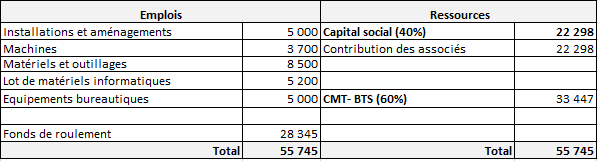 Emplois Ressources
Installations et aménagements 5 000 Capital social (40%) 22 298
Machines 3 700 Contribution des associés 22 298
Matériels et outillages 8 500
Lot de matériels informatiques 5 200
Equipements bureautiques 5 000 CMT- BTS (60%) 33 447
Fonds de roulement 28 345
Total 55 745 Total 55 745